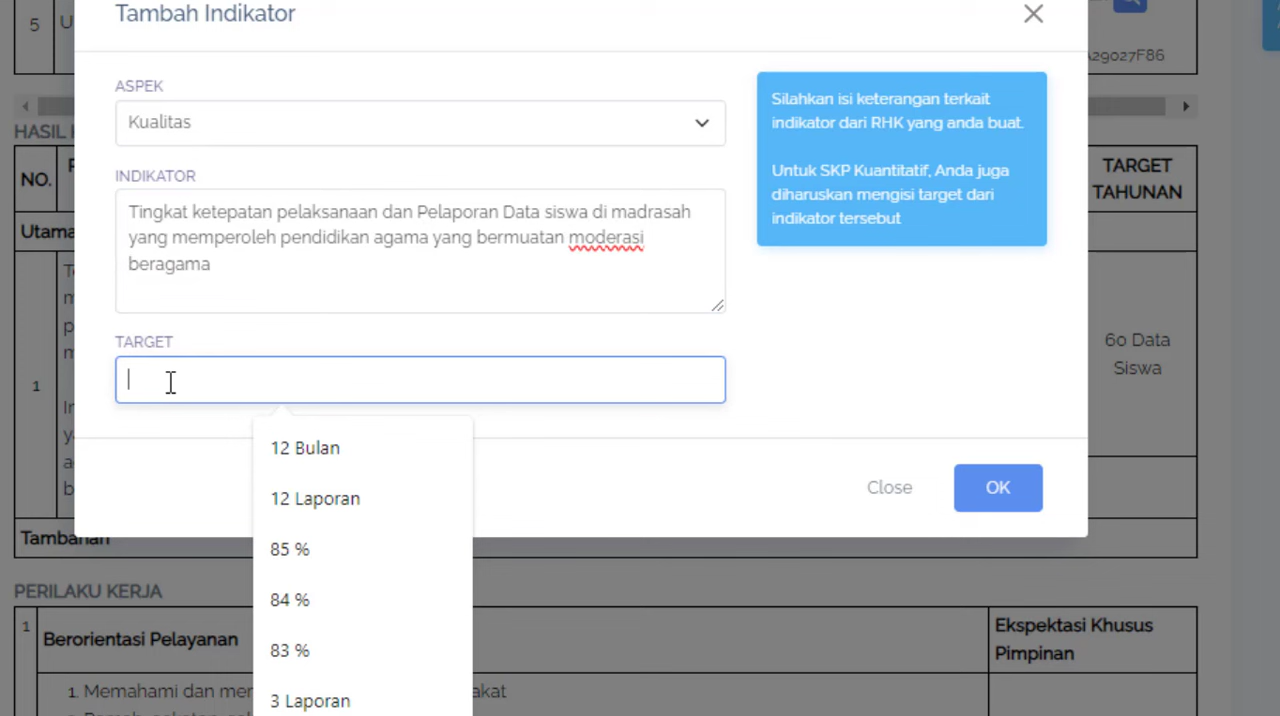 Tambah Indikator
5 U
A29027F86
ASPEK
Kualitas
Silahkan isi keterangan terkait
indikator dari RHK yang anda buat.
Untuk SKP Kuantitatif, Anda juga
diharuskan mengisi target dari
indikator tersebut
HASIL
INDIKATOR
NO.
TARGET
TAHUNAN
Tingkat ketepatan pelaksanaan dan Pelaporan Data siswa di madrasah
yang memperoleh pendidikan agama yang bermuatan moderasi
beragama
Utama
TARGET
60 Data
Siswa
1
12 Bulan
12 Laporan
Close
OK
Tambahan
85 %
84 %
83 %
3 Laporan
PERILAKU KERJA
1
Berorientasi Pelayanan
Ekspektasi Khusus
Pimpinan
1. Memahami dan